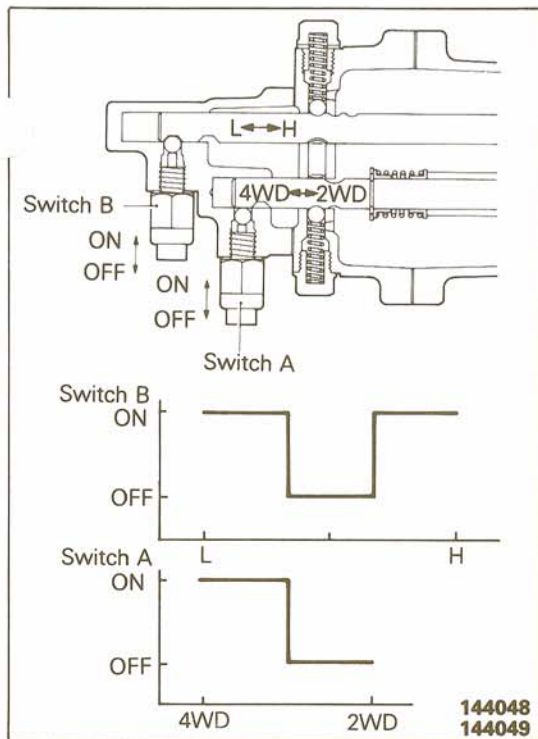 L H
4WD 2WD
Switch B
ON
OFF
ON
OFF
Switch A
Switch B
ON
OFF
L H
Switch A
ON
OFF
4WD 2WD
144048
144049